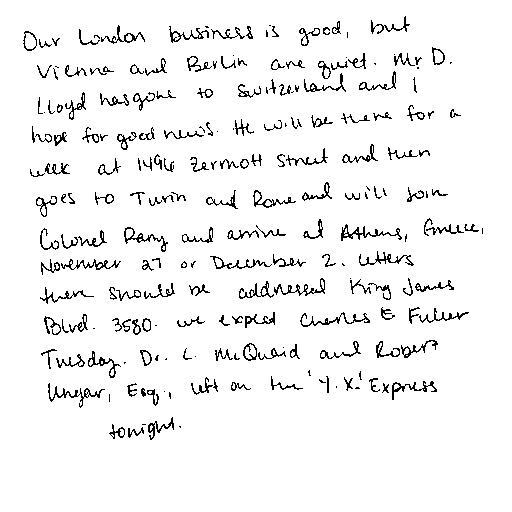 Our London business is good, but
Vienna and Berlin are quiet. Mr D.
Lloyd has gone to Switzerland and I
hope for good news. He will be there for a
week at 1496 Zermott Street and then
goes to Turin and Rome and will join
Colonel Parry and arrive at Athens, Greece,
November 27 or December 2. Letters
there should be addressed King James
Blvd. 3580. we expect Charles E Fuller
Tuesday. Dr. L. McQuaid and Robert
Ungar, Esq., left on the 'Y.X.' Express
tonight.